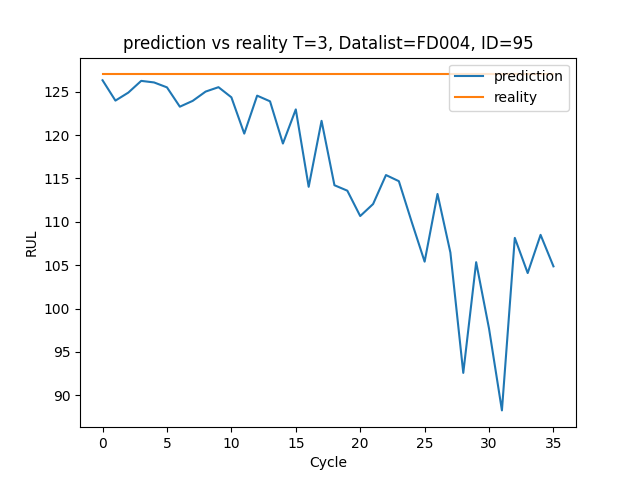 prediction vs reality T=3, Datalist=FD004, ID=95
prediction
reality
125
120
115
110
105
100
95
90
RUL
0 5 10 15 20 25 30 35
Cycle